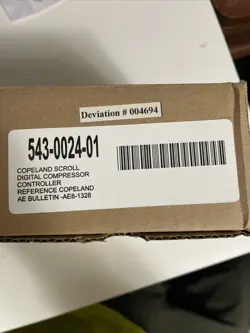 Deviation # 004694
543-0024-01
COPELAND SCROLL
DIGITAL COMPRESSOR
CONTROLLER
REFERENCE COPELAND
AE BULLETIN -AE8-1328